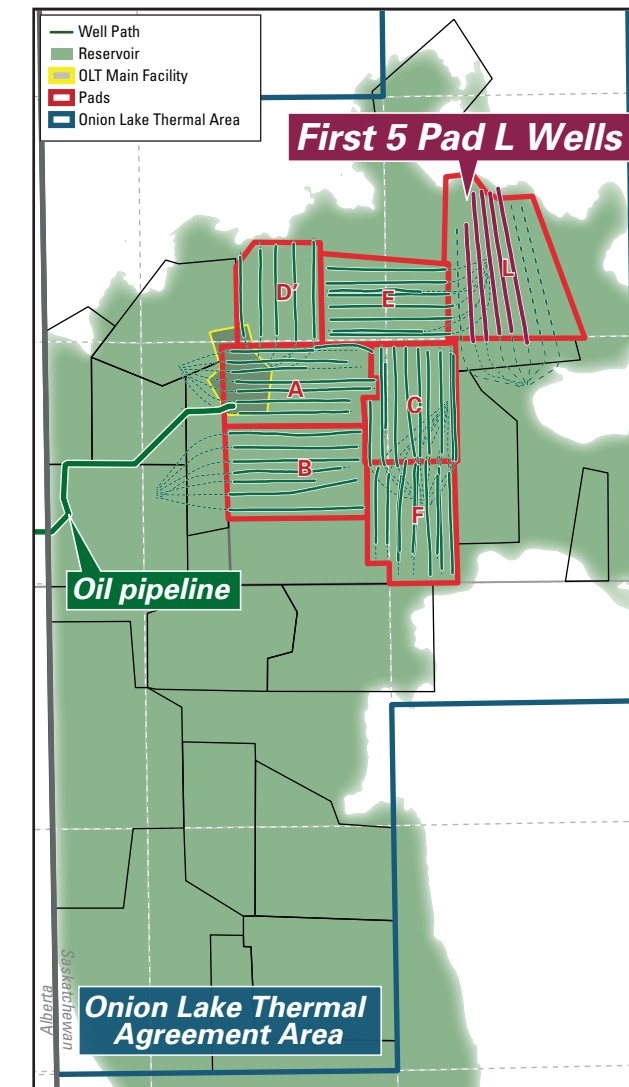 Well Path
Reservoir
OLT Main Facility
Pads
Onion Lake Thermal Area
First 5 Pad L Wells
L
D'
E
A
C
B
F
Oil pipeline
Alberta
Saskatchewan
Onion Lake Thermal
Agreement Area